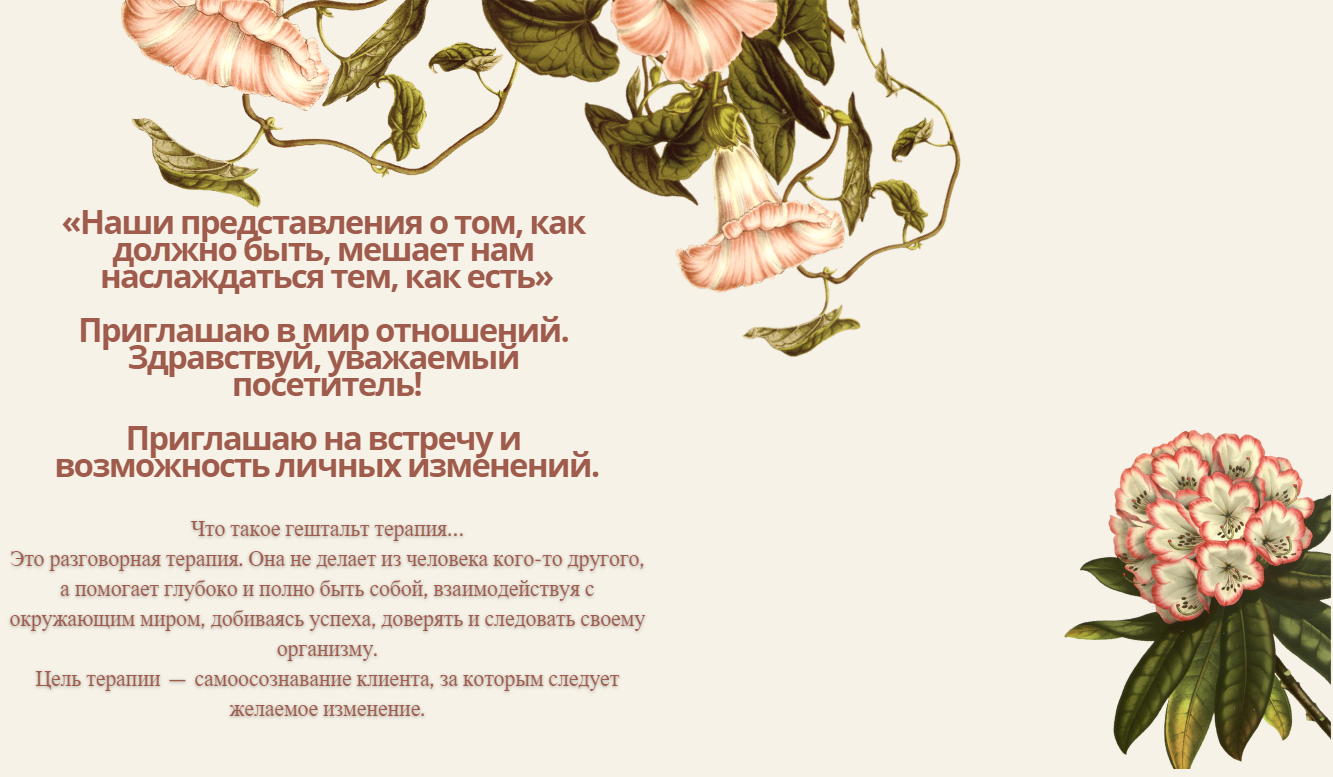 «Наши представления о том, как
должно быть, мешает нам
наслаждаться тем, как есть»
Приглашаю в мир отношений.
Здравствуй, уважаемый
посетитель!
Приглашаю на встречу и
возможность личных изменений.
Что такое гештальт терапия...
Это разговорная терапия. Она не делает из человека кого-то другого,
а помогает глубоко и полно быть собой, взаимодействуя с
окружающим миром, добиваясь успеха, доверять и следовать своему
организму.
Цель терапии — самоосознавание клиента, за которым следует
желаемое изменение.